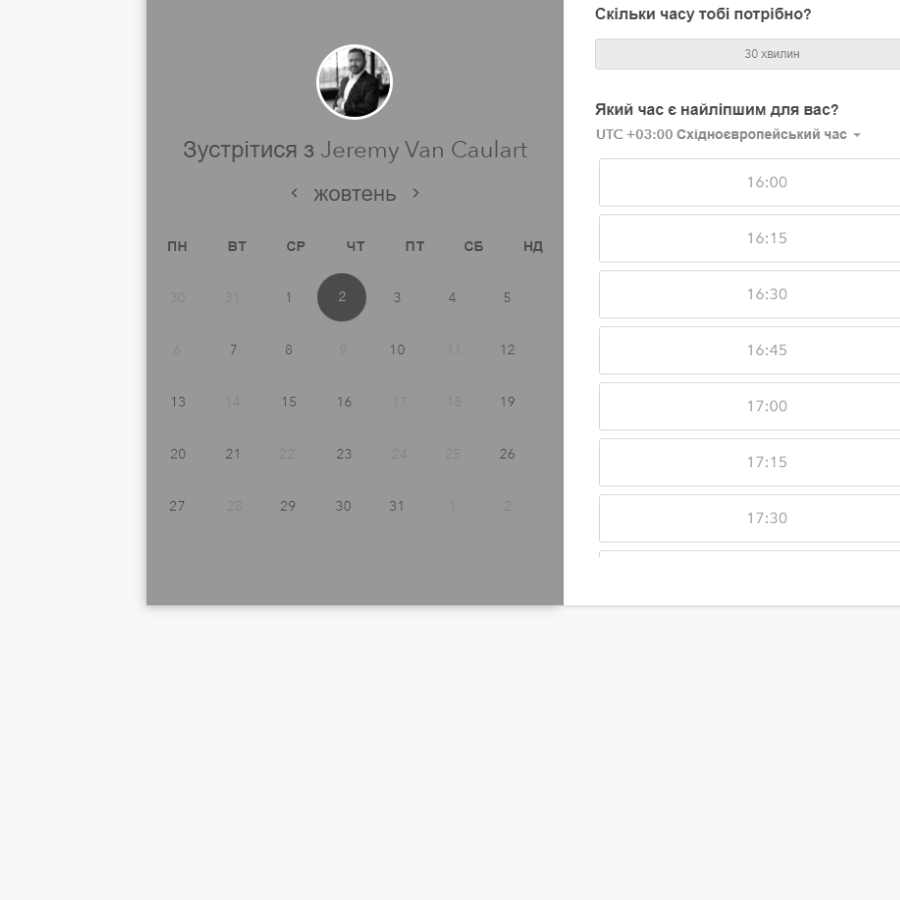 Зустрітися з Jeremy Van Caulart
жовтень
ПН ВТ СР ЧТ ПТ СБ НД
30 31 1 2 3 4 5
6 7 8 9 10 11 12
13 14 15 16 17 18 19
20 21 22 23 24 25 26
27 28 29 30 31 1 2
Скільки часу тобі потрібно?
30 хвилин
Який час є найліпшим для вас?
UTC +03:00 Східноєвропейський час
16:00
16:15
16:30
16:45
17:00
17:15
17:30